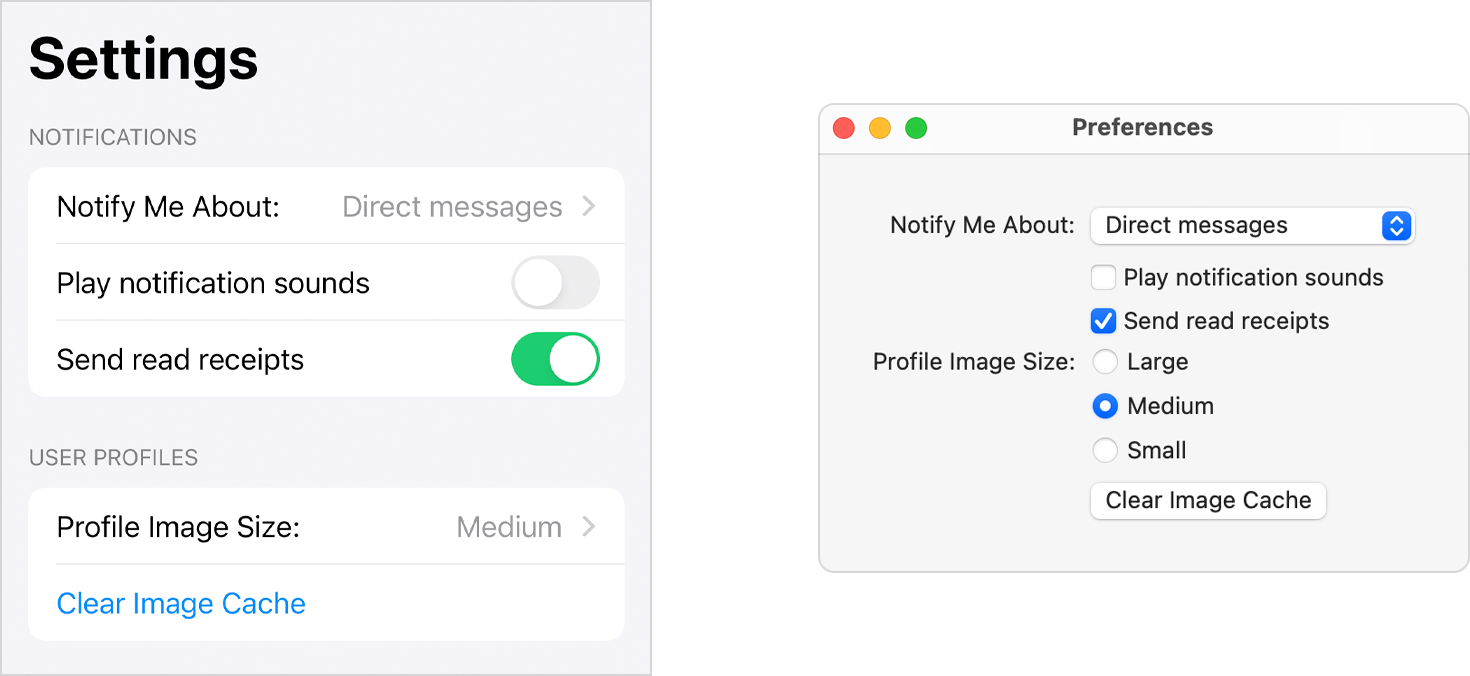 Settings
NOTIFICATIONS
Notify Me About: Direct messages
Play notification sounds
Send read receipts
USER PROFILES
Profile Image Size: Medium
Clear Image Cache
Preferences
Notify Me About: Direct messages
Play notification sounds
Send read receipts
Profile Image Size: Large
Medium
Small
Clear Image Cache